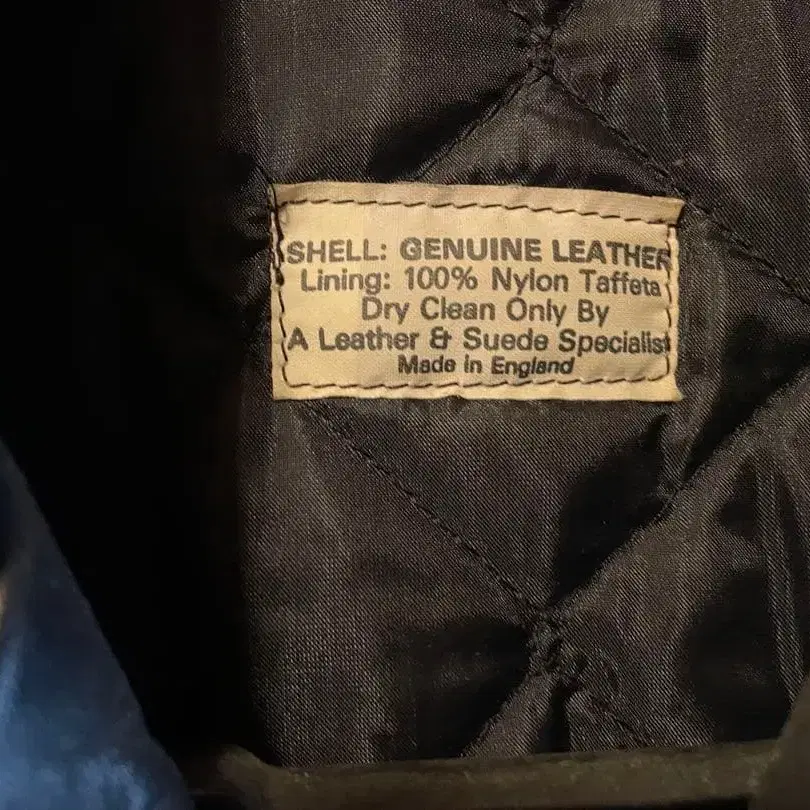 SHELL: GENUINE LEATHER
Lining: 100% Nylon Taffeta
Dry Clean Only By
A Leather & Suede Specialist
Made in England